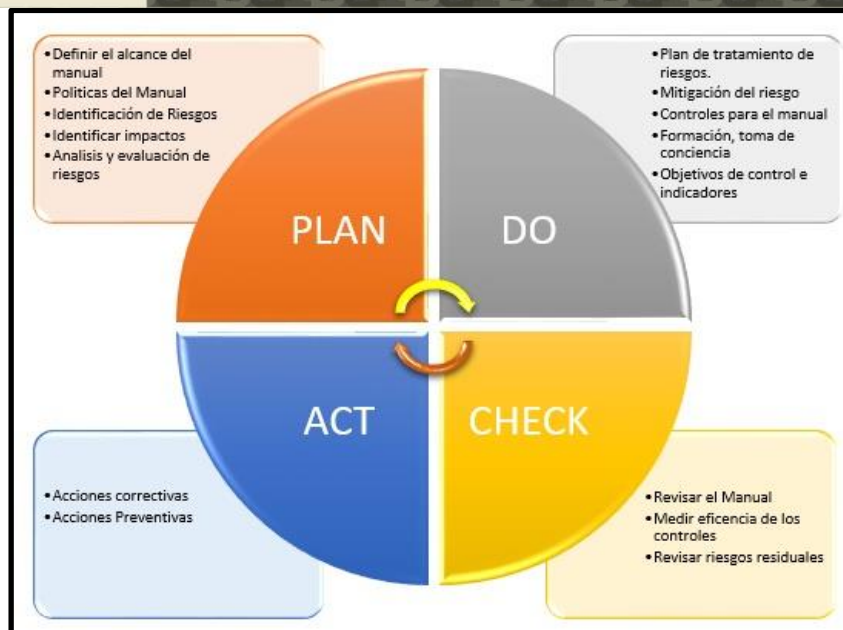 •Definir el alcance del
manual
•Politicas del Manual
•Identificación de Riesgos
•Identificar impactos
•Analisis y evaluación de
riesgos
•Plan de tratamiento de
riesgos.
•Mitigación del riesgo
•Controles para el manual
•Formación, toma de
conciencia
•Objetivos de control e
indicadores
PLAN
DO
ACT
CHECK
•Acciones correctivas
•Acciones Preventivas
•Revisar el Manual
•Medir eficencia de los
controles
•Revisar riesgos residuales